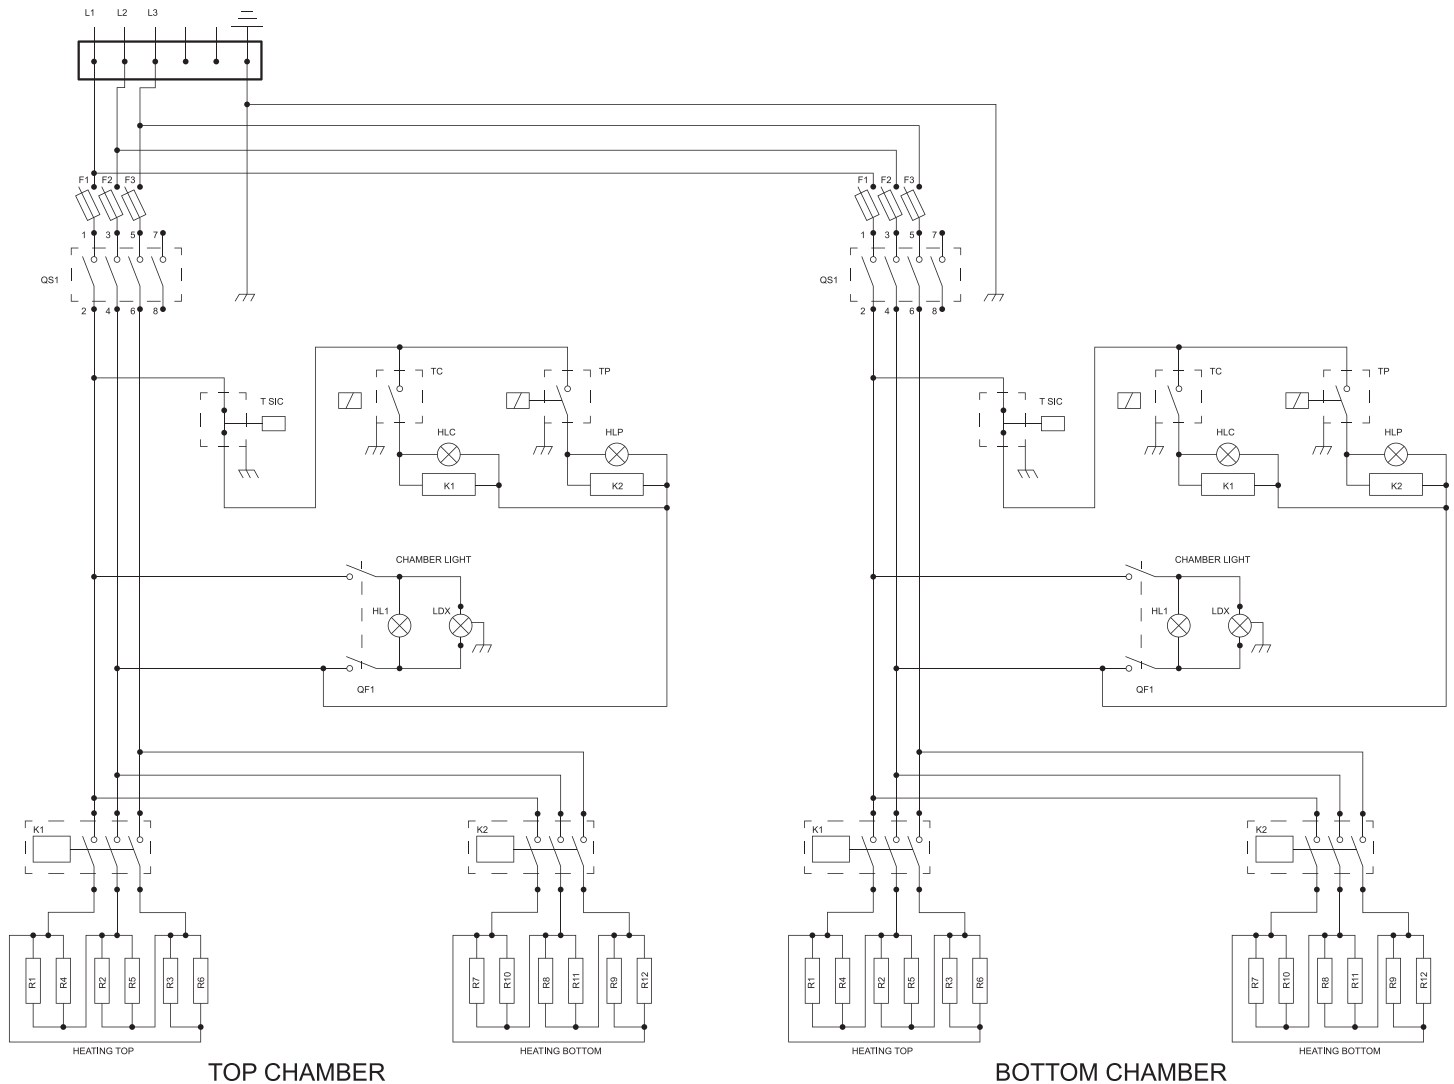 L1 L2 L3
F1 F2 F3 F1 F2 F3
1 3 5 7 1 3 5 7
QS1 QS1
2 4 6 8 2 4 6 8
TC TP TC TP
T SIC T SIC
HLC HLP HLC HLP
K1 K2 K1 K2
CHAMBER LIGHT CHAMBER LIGHT
HL1 LDX HL1 LDX
QF1 QF1
K1 K2 K1 K2
R1 R4 R2 R5 R3 R6 R7 R10 R8 R11 R9 R12 R1 R4 R2 R5 R3 R6 R7 R10 R8 R11 R9 R12
HEATING TOP HEATING BOTTOM HEATING TOP HEATING BOTTOM
TOP CHAMBER BOTTOM CHAMBER